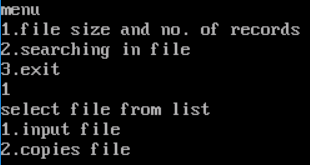 menu
1.file size and no. of records
2.searching in file
3.exit
1
select file from list
1.input file
2.copies file